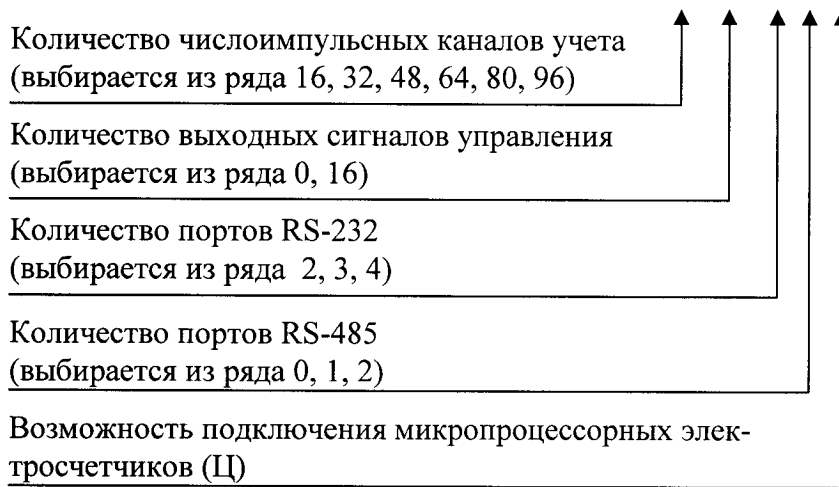 Количество числоимпульсных каналов учета
(выбирается из ряда 16, 32, 48, 64, 80, 96)
Количество выходных сигналов управления
(выбирается из ряда 0, 16)
Количество портов RS-232
(выбирается из ряда 2, 3, 4)
Количество портов RS-485
(выбирается из ряда 0, 1, 2)
Возможность подключения микропроцессорных элек-
тросчетчиков (Ц)